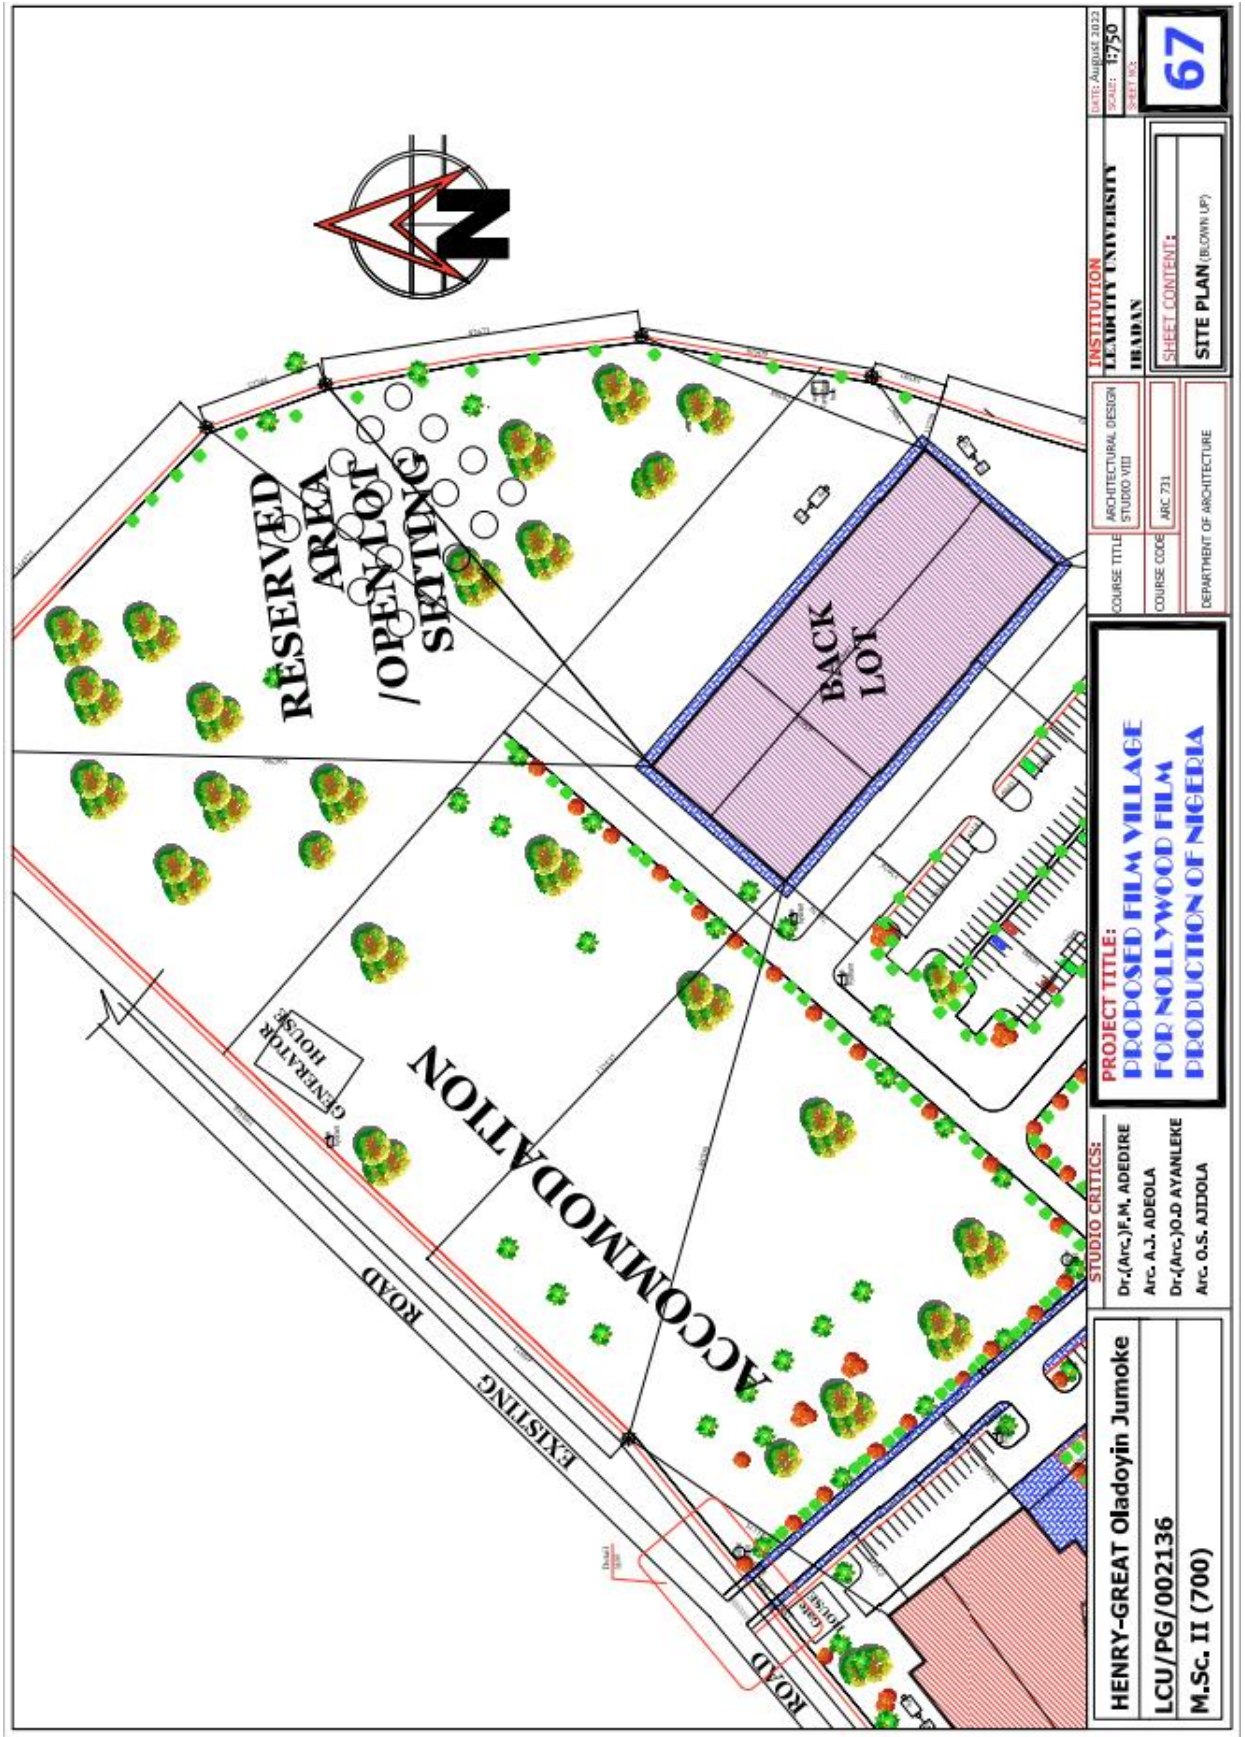 RESERVED
AREA
/OPEN LOT
SETTING
N
BACK
LOT
GENERATOR
HOUSE
ACCOMMODATION
EXISTING
ROAD
ROAD
Gate
HOUSE
Detail
HENRY-GREAT Oladoyin Jumoke
LCU/PG/002136
M.Sc. II (700)
STUDIO CRITICS:
Dr.(Arc.)F.M. ADEDIRE
Arc. A.J. ADEOLA
Dr.(Arc.)O.D AYANLEKE
Arc. O.S. AJIJOLA
PROJECT TITLE:
PROPOSED FILM VILLAGE
FOR NOLLYWOOD FILM
PRODUCTION OF NIGERIA
COURSE TITLE
ARCHITECTURAL DESIGN
STUDIO VIII
COURSE CODE
ARC 731
DEPARTMENT OF ARCHITECTURE
INSTITUTION
LEADCITY UNIVERSITY
IBADAN
SHEET CONTENT:
SITE PLAN (BLOWN UP)
DATE: August 2022
SCALE: 1:750
SHEET NO:
67